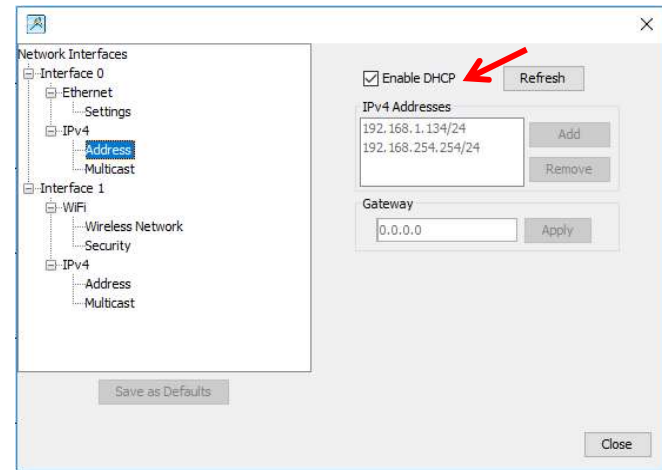 Network Interfaces
Interface 0
Ethernet
Settings
IPv4
Address
Multicast
Interface 1
WiFi
Wireless Network
Security
IPv4
Address
Multicast
Save as Defaults
Enable DHCP
Refresh
IPv4 Addresses
192.168.1.134/24
192.168.254.254/24
Add
Remove
Gateway
0.0.0.0
Apply
Close